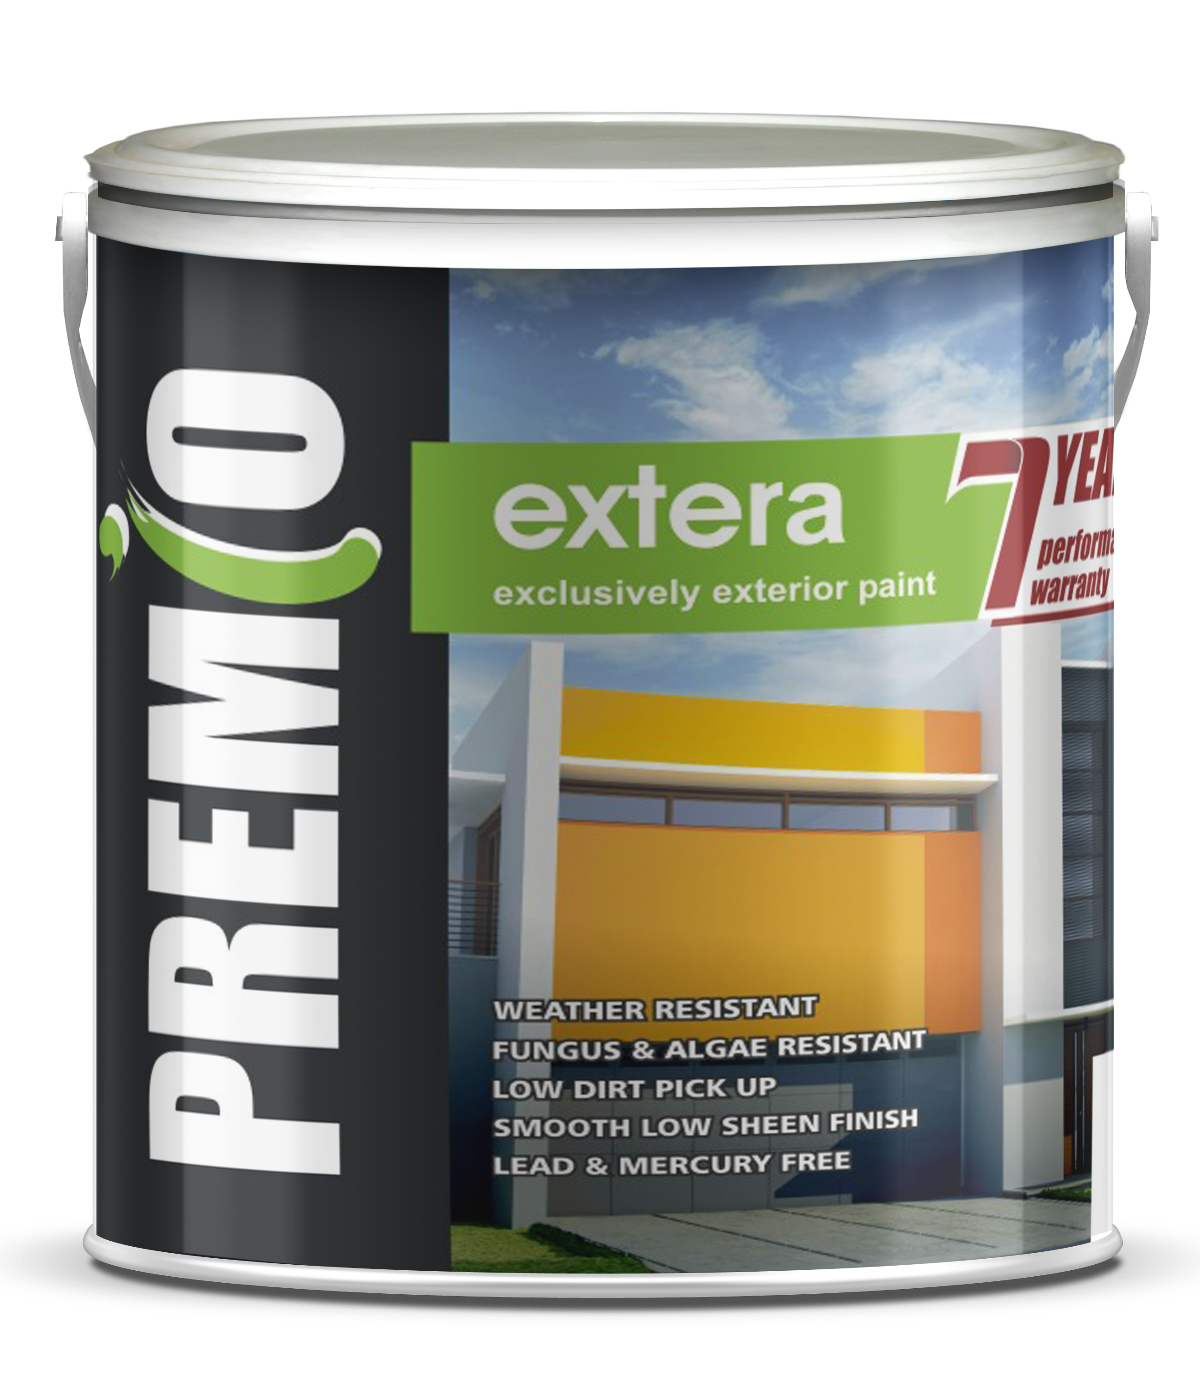 PREMIO
extera
exclusively exterior paint
7 YEA
performa
warranty
WEATHER RESISTANT
FUNGUS & ALGAE RESISTANT
LOW DIRT PICK UP
SMOOTH LOW SHEEN FINISH
LEAD & MERCURY FREE